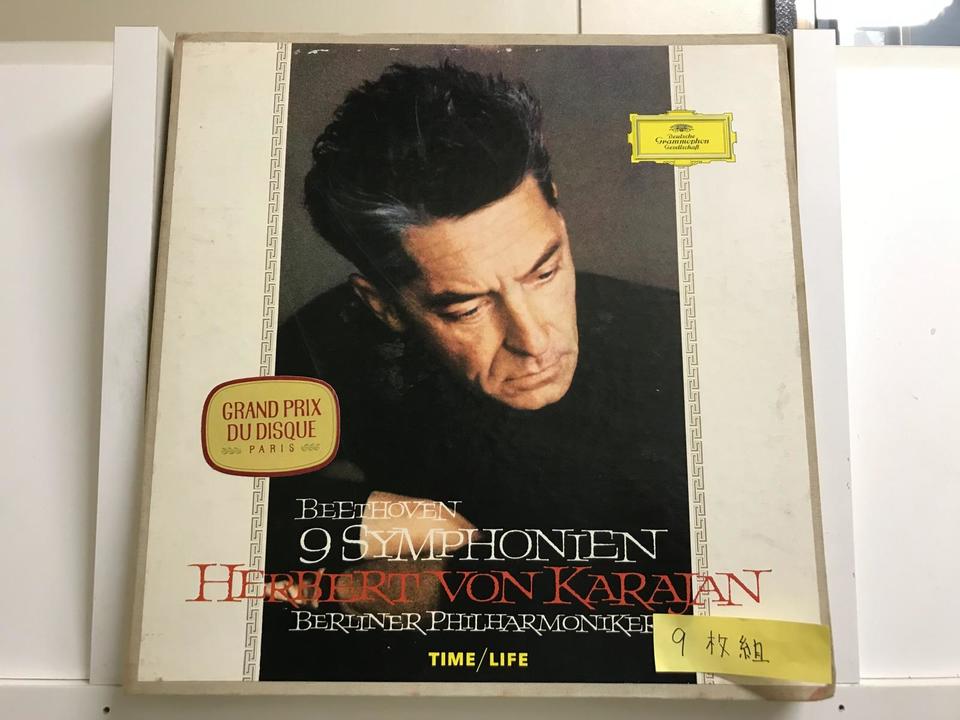 Deutsche
Grammophon
Gesellschaft
GRAND PRIX
DU DISQUE
PARIS
BEETHOVEN
9 SYMPHONIEN
HERBERT VON KARAJAN
BERLINER PHILHARMONIKER
TIME/LIFE
9枚組